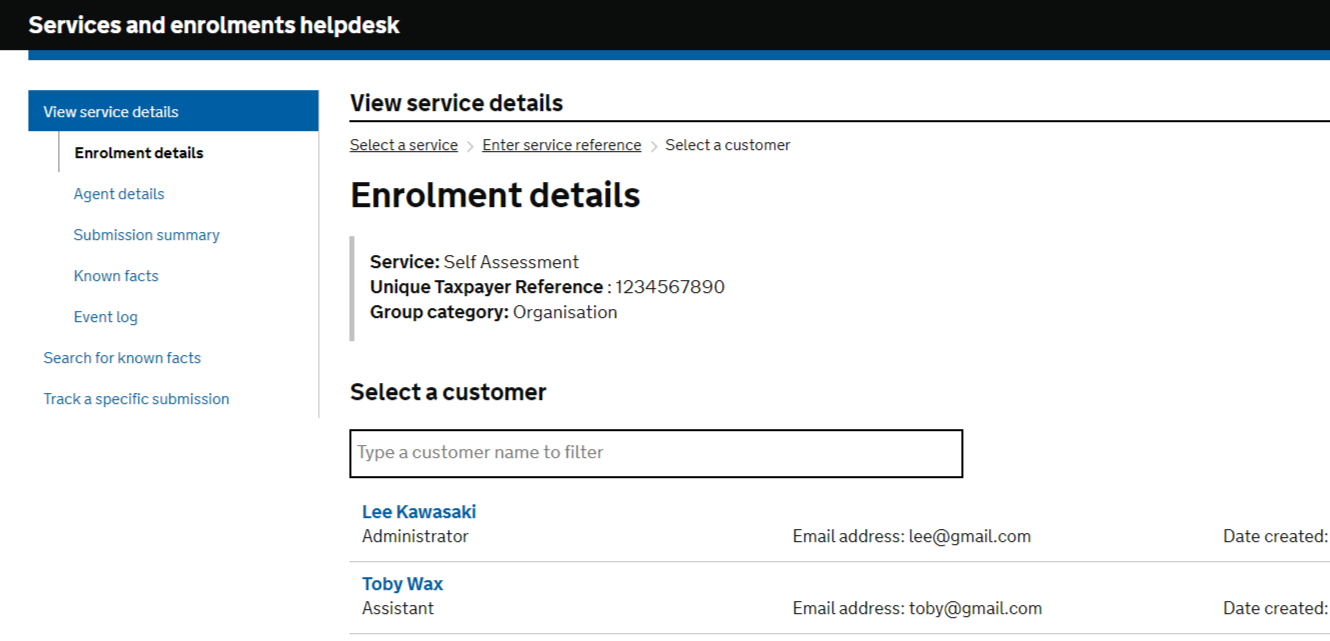 Services and enrolments helpdesk
View service details
Enrolment details
Agent details
Submission summary
Known facts
Event log
Search for known facts
Track a specific submission
View service details
Select a service > Enter service reference > Select a customer
Enrolment details
Service: Self Assessment
Unique Taxpayer Reference : 1234567890
Group category: Organisation
Select a customer
Type a customer name to filter
Lee Kawasaki
Administrator Email address: lee@gmail.com Date created:
Toby Wax
Assistant Email address: toby@gmail.com Date created: